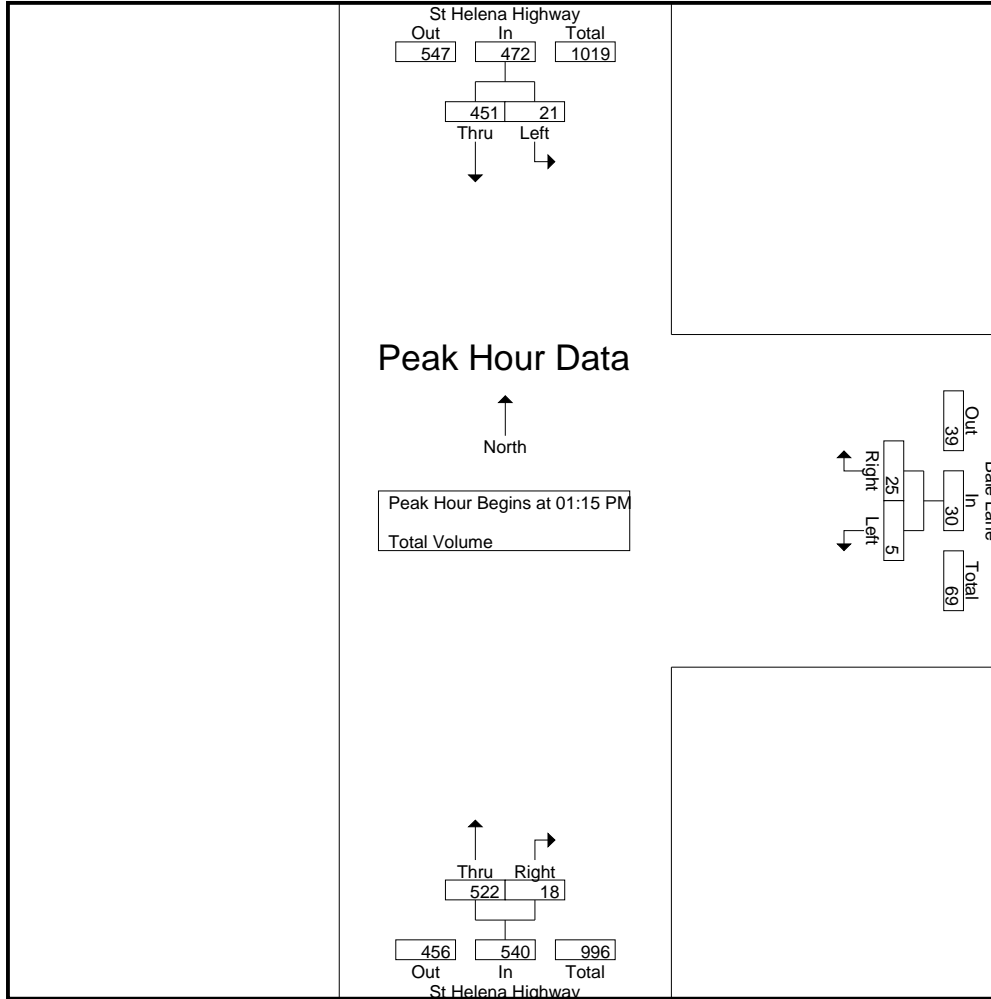 St Helena Highway
Out In Total
547 472 1019
451 21
Thru Left
Peak Hour Data
North
Peak Hour Begins at 01:15 PM
Total Volume
Out In Total
39 30 69
Right Left
25 5
Thru Right
522 18
456 540 996
Out In Total
St Helena Highway